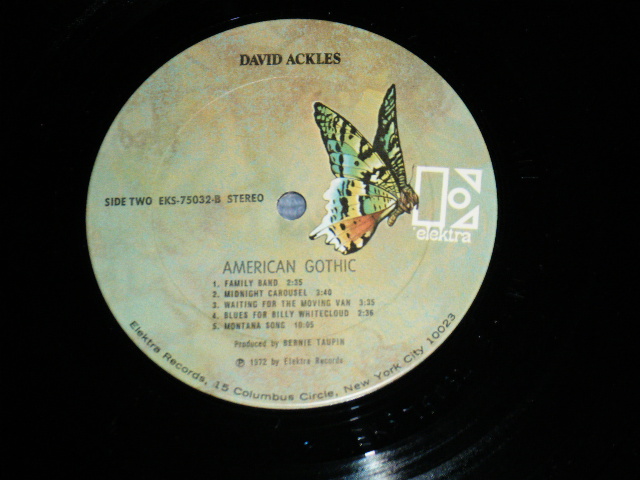 DAVID ACKLES
SIDE TWO EKS-75032-B STEREO
elektra
AMERICAN GOTHIC
1. FAMILY BAND 2:35
2. MIDNIGHT CAROUSEL 3:40
3. WAITING FOR THE MOVING VAN 3:35
4. BLUES FOR BILLY WHITECLOUD 2:36
5. MONTANA SONG 10:05
Produced by BERNIE TAUPIN
℗ 1972 by Elektra Records
Elektra Records, 15 Columbus Circle, New York City 10023